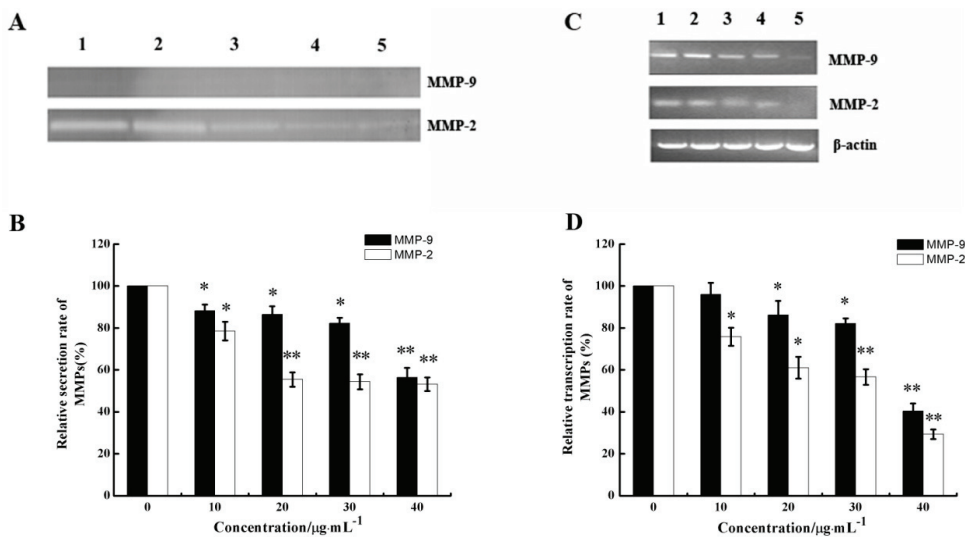 A
1 2 3 4 5
MMP-9
MMP-2
C
1 2 3 4 5
MMP-9
MMP-2
β-actin
B
MMP-9
MMP-2
Relative secretion rate of
MMPs(%)
120
100
80
60
40
20
0
* * * ** * ** ** **
0 10 20 30 40
Concentration/μg·mL⁻¹
D
MMP-9
MMP-2
Relative transcription rate of
MMPs (%)
120
100
80
60
40
20
0
* * * * ** ** **
0 10 20 30 40
Concentration/μg·mL⁻¹